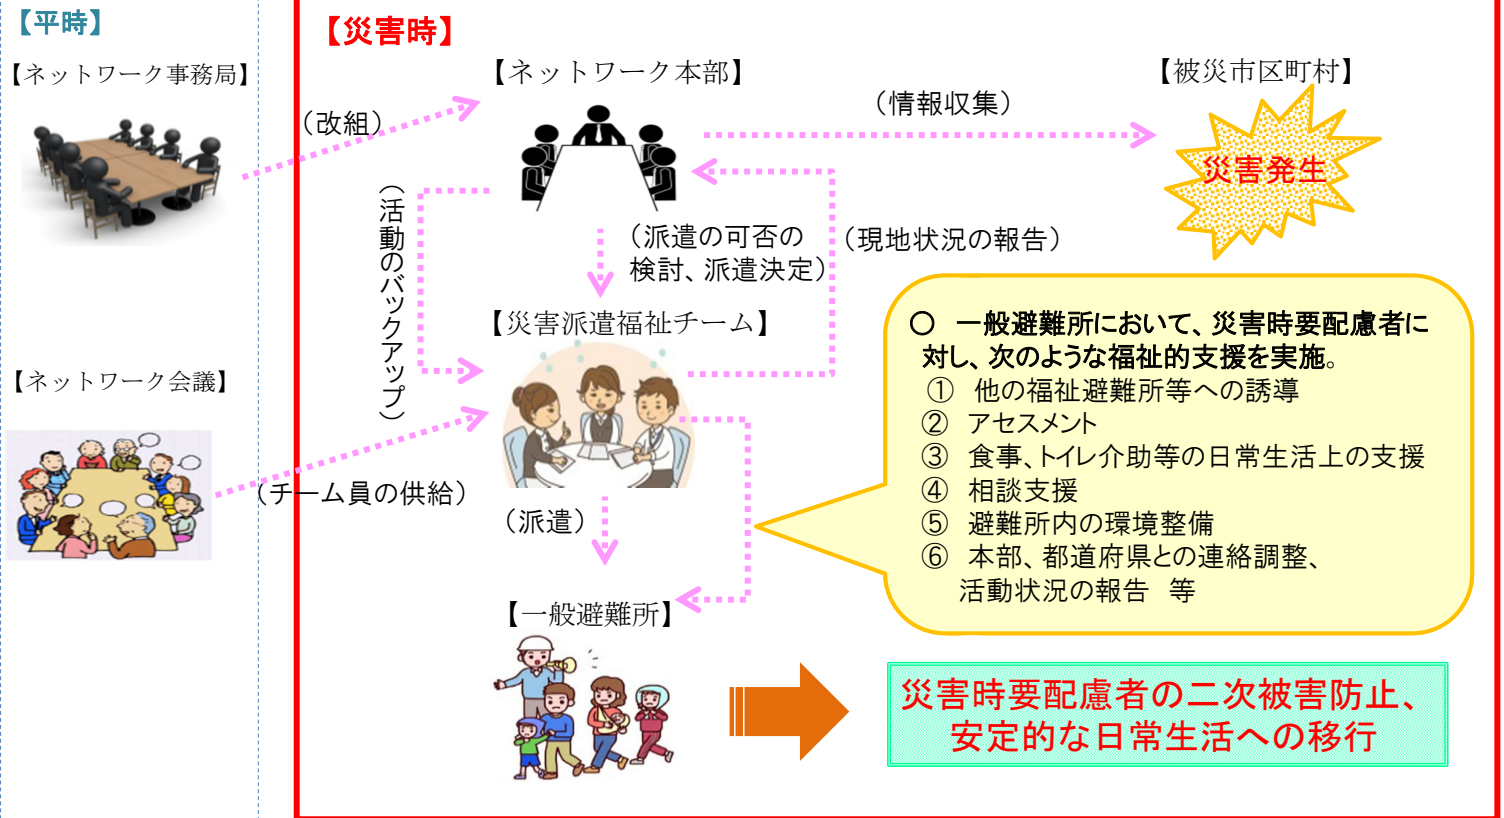 【平時】
【ネットワーク事務局】
【ネットワーク会議】
【災害時】
【ネットワーク本部】
【被災市区町村】
（改組）
（情報収集）
災害発生
（活動のバックアップ）
（派遣の可否の
検討、派遣決定）
（現地状況の報告）
【災害派遣福祉チーム】
（チーム員の供給）
（派遣）
【一般避難所】
〇　一般避難所において、災害時要配慮者に
対し、次のような福祉的支援を実施。
①　他の福祉避難所等への誘導
②　アセスメント
③　食事、トイレ介助等の日常生活上の支援
④　相談支援
⑤　避難所内の環境整備
⑥　本部、都道府県との連絡調整、
活動状況の報告　等
災害時要配慮者の二次被害防止、
安定的な日常生活への移行